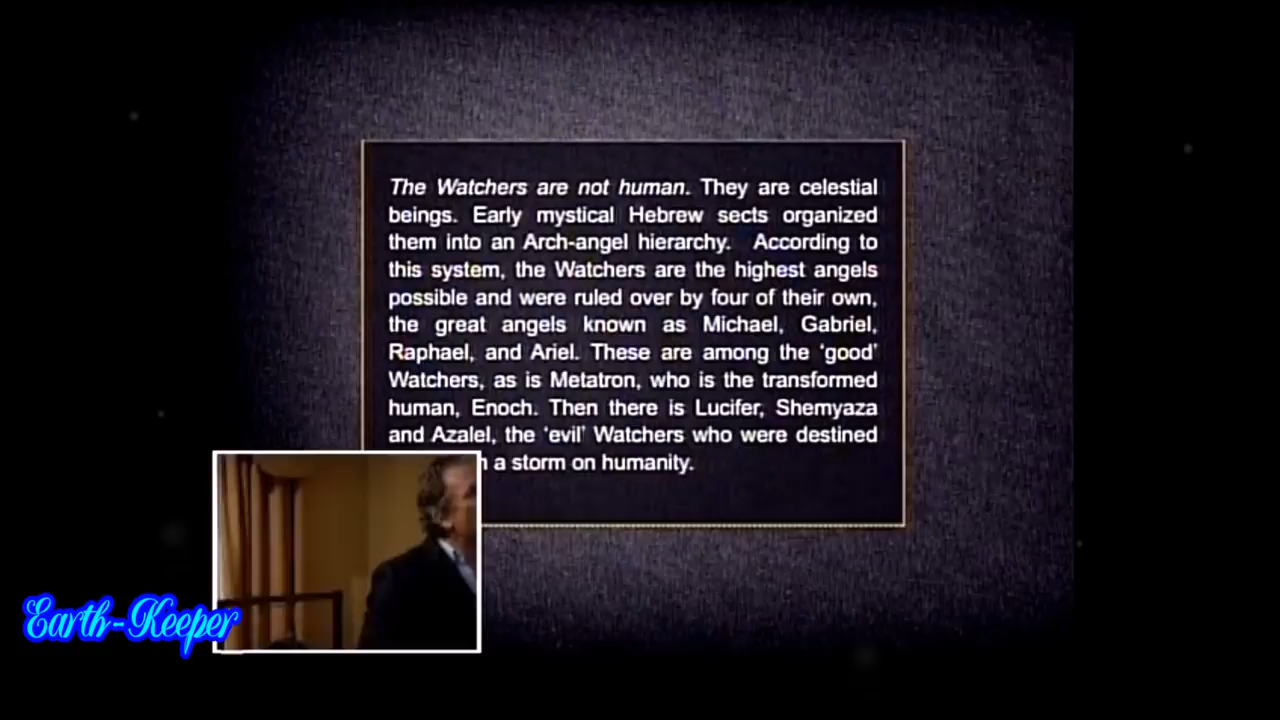 The Watchers are not human. They are celestial
beings. Early mystical Hebrew sects organized
them into an Arch-angel hierarchy. According to
this system, the Watchers are the highest angels
possible and were ruled over by four of their own,
the great angels known as Michael, Gabriel,
Raphael, and Ariel. These are among the ‘good’
Watchers, as is Metatron, who is the transformed
human, Enoch. Then there is Lucifer, Shemyaza
and Azalel, the ‘evil’ Watchers who were destined
a storm on humanity.
Earth-Keeper